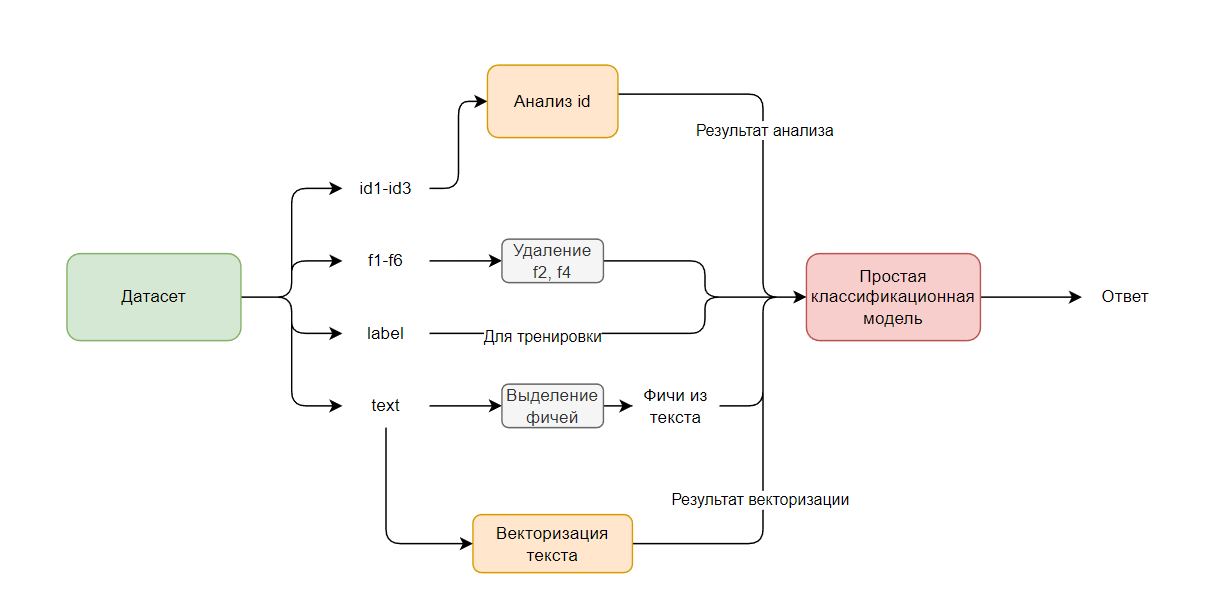 Анализ id
Результат анализа
id1-id3
Удаление
f2, f4
f1-f6
Датасет
Простая
классификационная
модель
Ответ
label
Для тренировки
text
Выделение
фичей
Фичи из
текста
Результат векторизации
Векторизация
текста